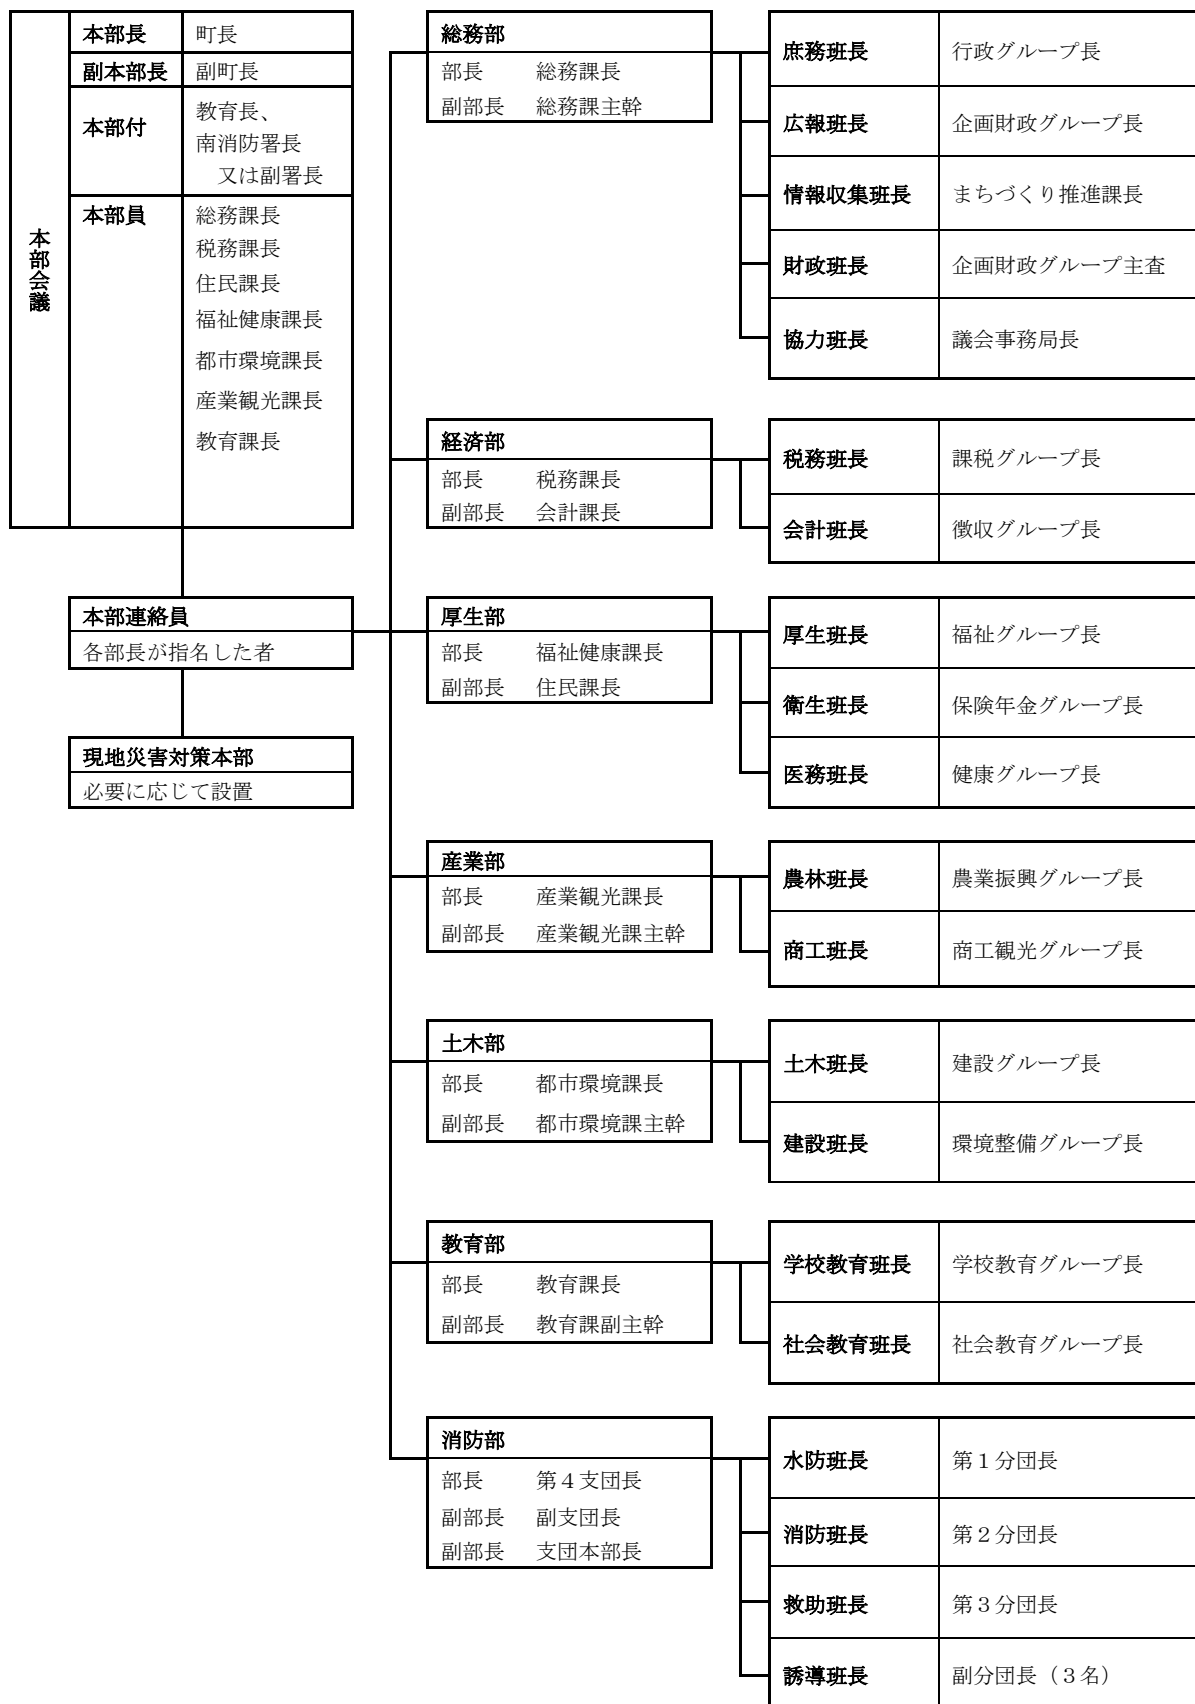 本部会議
本部長 町長
副本部長 副町長
本部付 教育長、
南消防署長
又は副署長
本部員 総務課長
税務課長
住民課長
福祉健康課長
都市環境課長
産業観光課長
教育課長
本部連絡員
各部長が指名した者
現地災害対策本部
必要に応じて設置
総務部
部長 総務課長
副部長 総務課主幹
庶務班長 行政グループ長
広報班長 企画財政グループ長
情報収集班長 まちづくり推進課長
財政班長 企画財政グループ主査
協力班長 議会事務局長
経済部
部長 税務課長
副部長 会計課長
税務班長 課税グループ長
会計班長 徴収グループ長
厚生部
部長 福祉健康課長
副部長 住民課長
厚生班長 福祉グループ長
衛生班長 保険年金グループ長
医務班長 健康グループ長
産業部
部長 産業観光課長
副部長 産業観光課主幹
農林班長 農業振興グループ長
商工班長 商工観光グループ長
土木部
部長 都市環境課長
副部長 都市環境課主幹
土木班長 建設グループ長
建設班長 環境整備グループ長
教育部
部長 教育課長
副部長 教育課副主幹
学校教育班長 学校教育グループ長
社会教育班長 社会教育グループ長
消防部
部長 第4支団長
副部長 副支団長
副部長 支団本部長
水防班長 第1分団長
消防班長 第2分団長
救助班長 第3分団長
誘導班長 副分団長（3名）